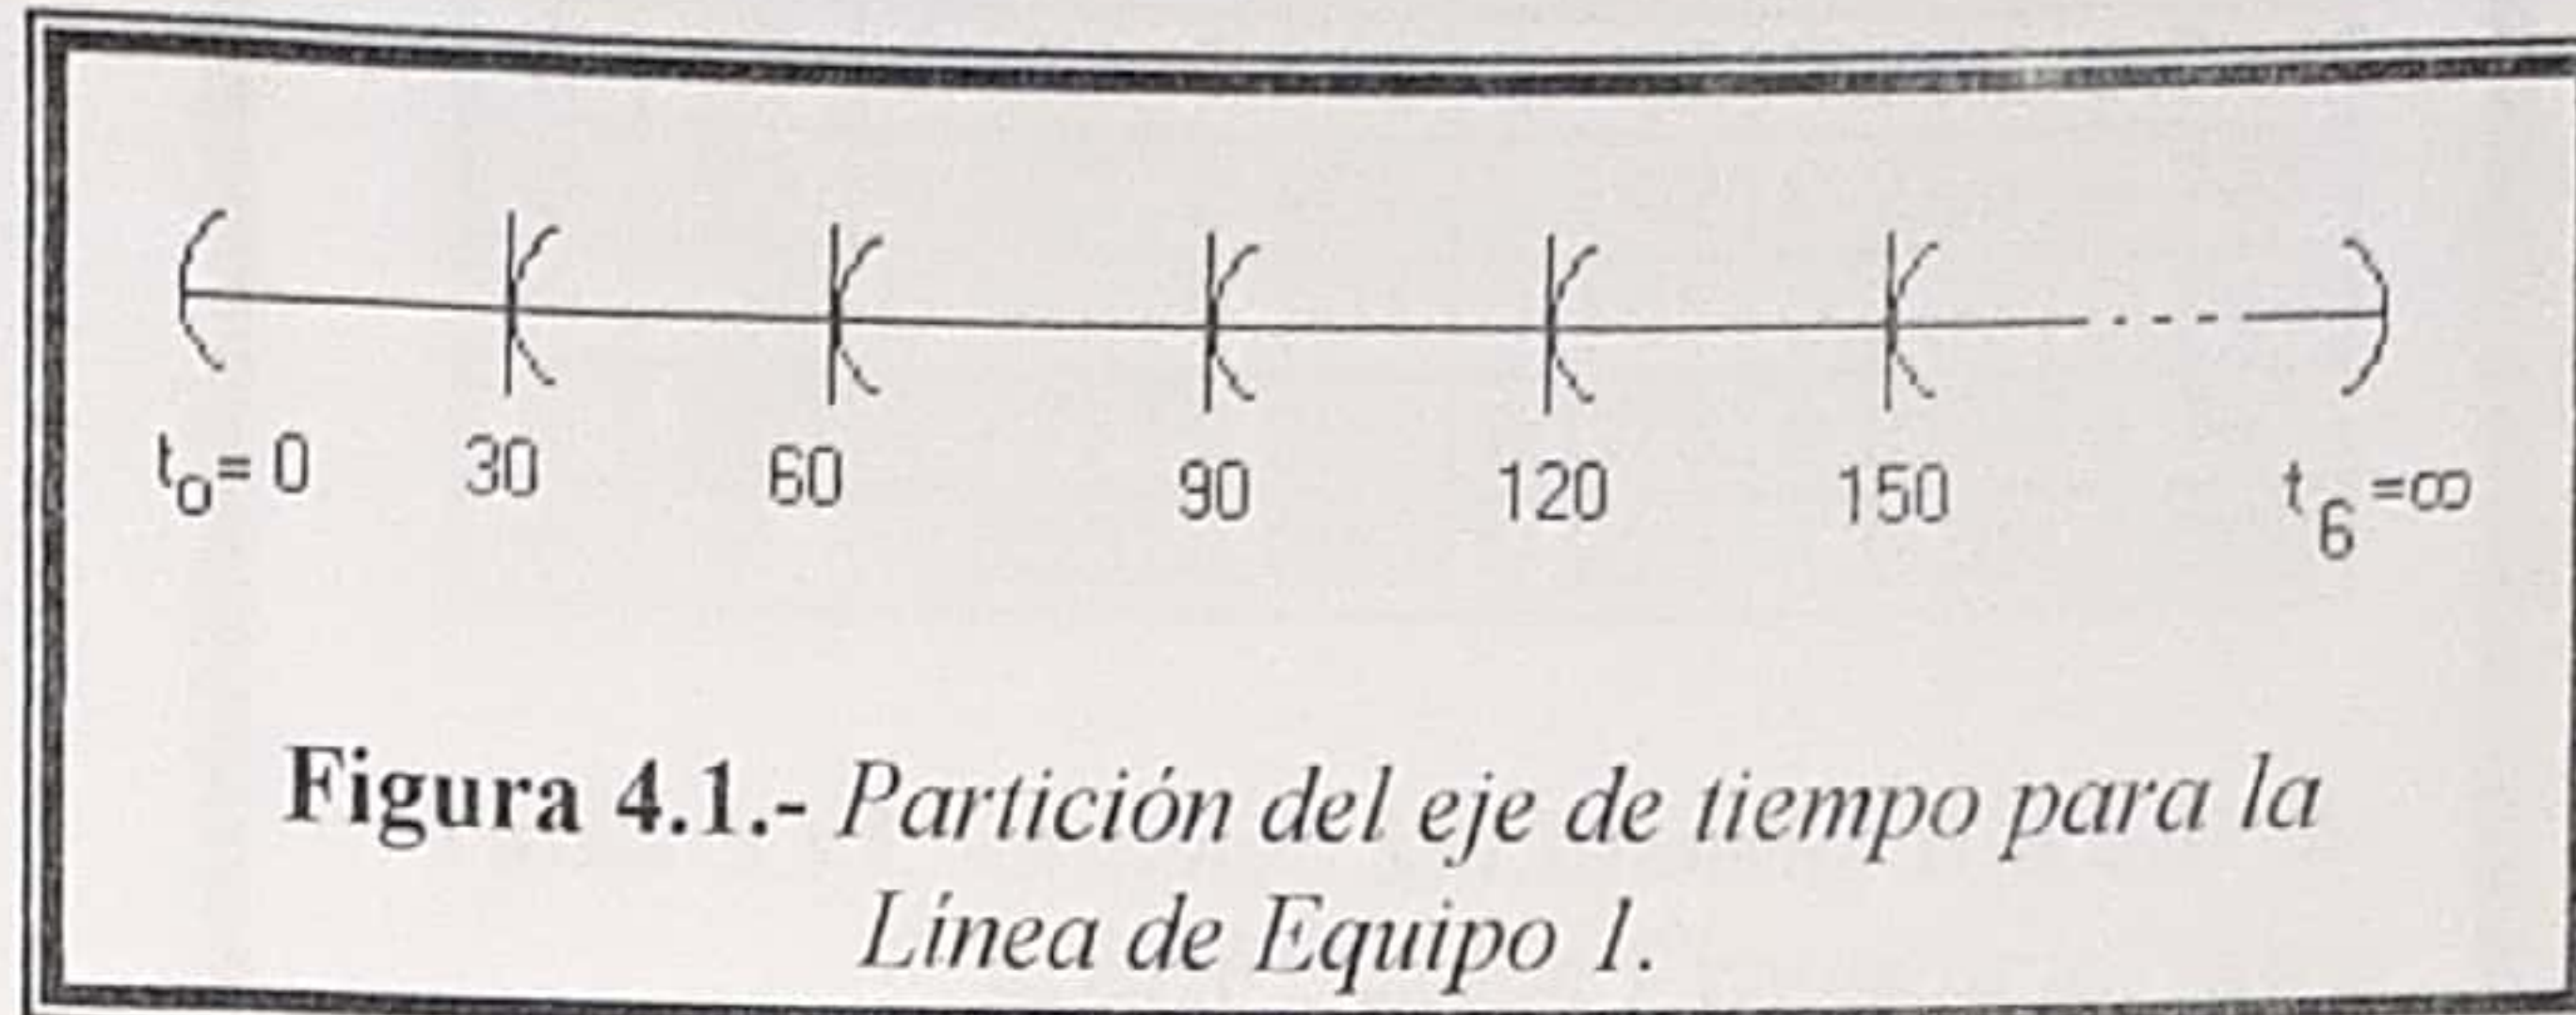 t₀= 0 30 60 90 120 150 t₆=∞
Figura 4.1.- Partición del eje de tiempo para la
Línea de Equipo 1.